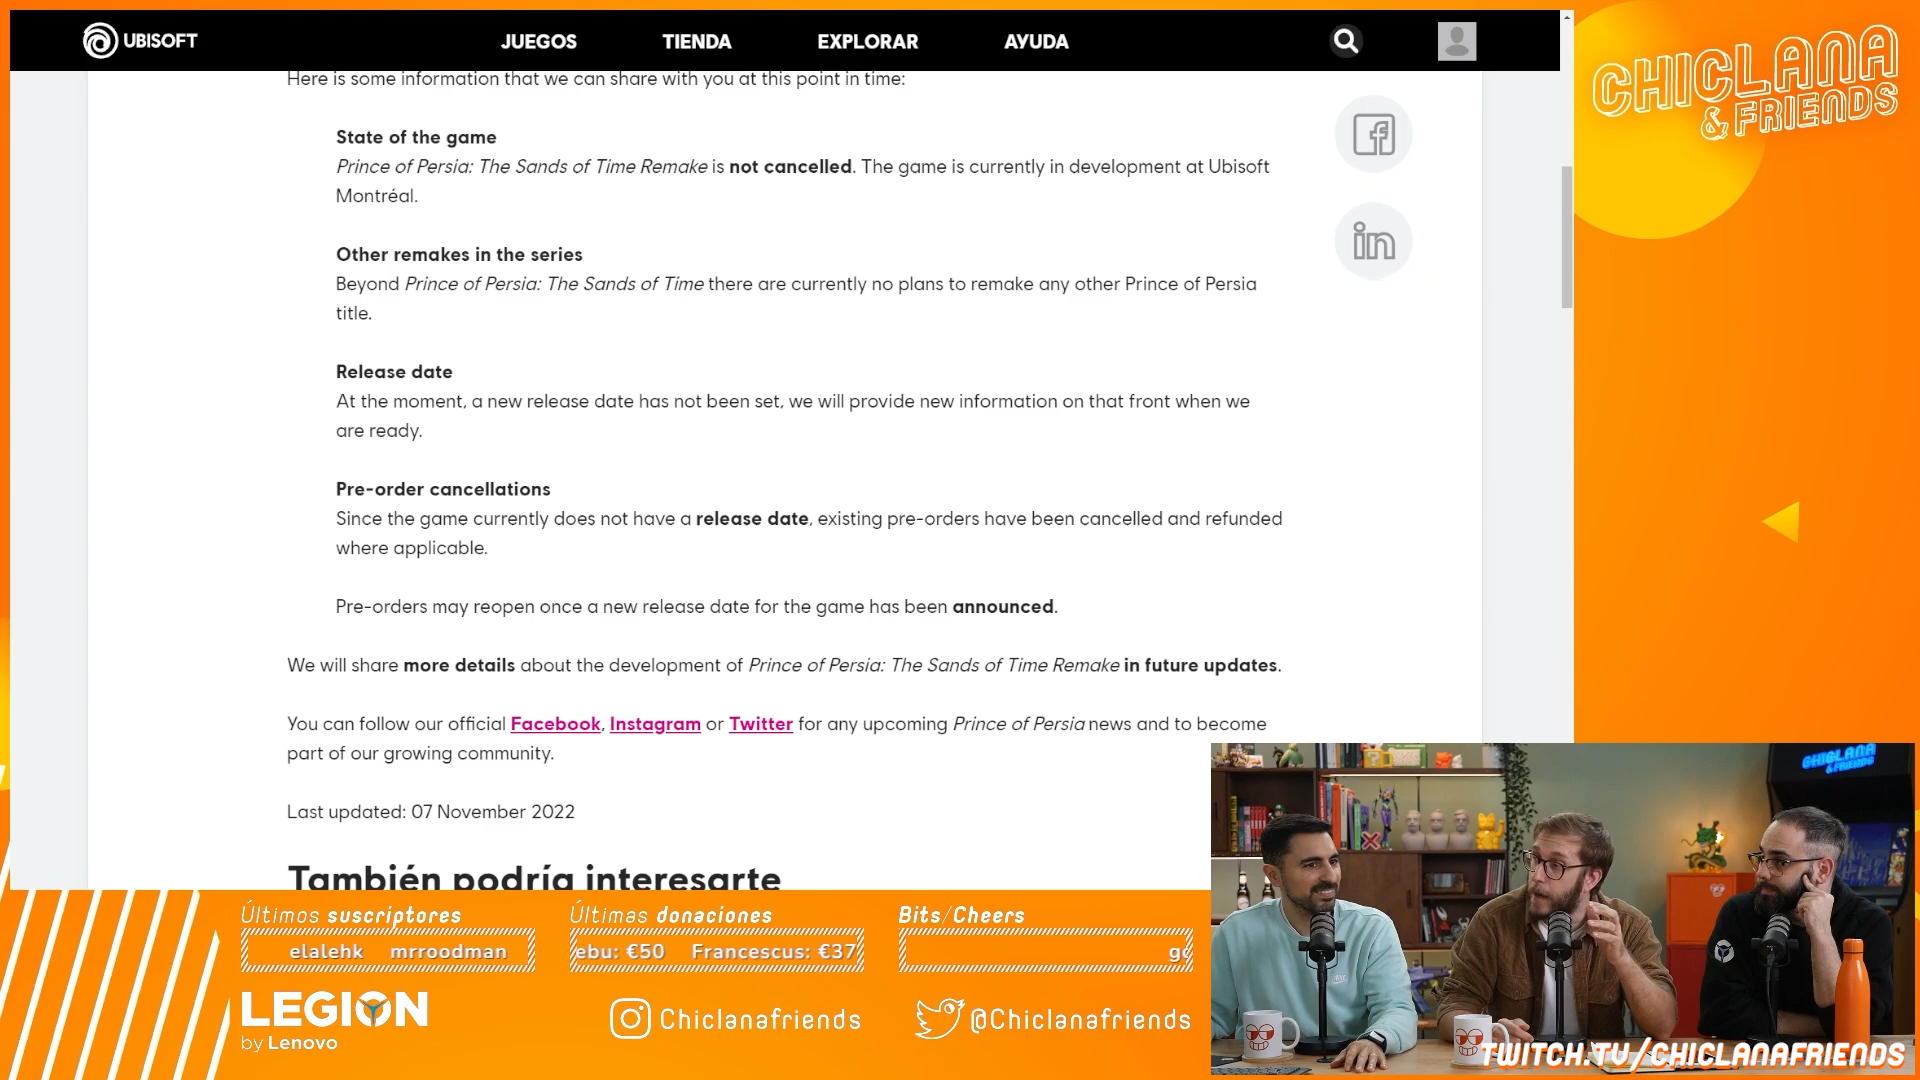 UBISOFT
JUEGOS
TIENDA
EXPLORAR
AYUDA
CHICLANA
& FRIENDS
Here is some information that we can share with you at this point in time:
State of the game
Prince of Persia: The Sands of Time Remake is not cancelled. The game is currently in development at Ubisoft
Montréal.
Other remakes in the series
Beyond Prince of Persia: The Sands of Time there are currently no plans to remake any other Prince of Persia
title.
Release date
At the moment, a new release date has not been set, we will provide new information on that front when we
are ready.
Pre-order cancellations
Since the game currently does not have a release date, existing pre-orders have been cancelled and refunded
where applicable.
Pre-orders may reopen once a new release date for the game has been announced.
We will share more details about the development of Prince of Persia: The Sands of Time Remake in future updates.
You can follow our official Facebook, Instagram or Twitter for any upcoming Prince of Persia news and to become
part of our growing community.
Last updated: 07 November 2022
También podría interesarte
CHICLANA
& FRIENDS
Últimos suscriptores
Últimas donaciones
Bits/Cheers
elalehk mrroodman
ebu: €50 Francescus: €37
LEGION
by Lenovo
Chiclanafriends
@Chiclanafriends
TWITCH.TV/CHICLANAFRIENDS